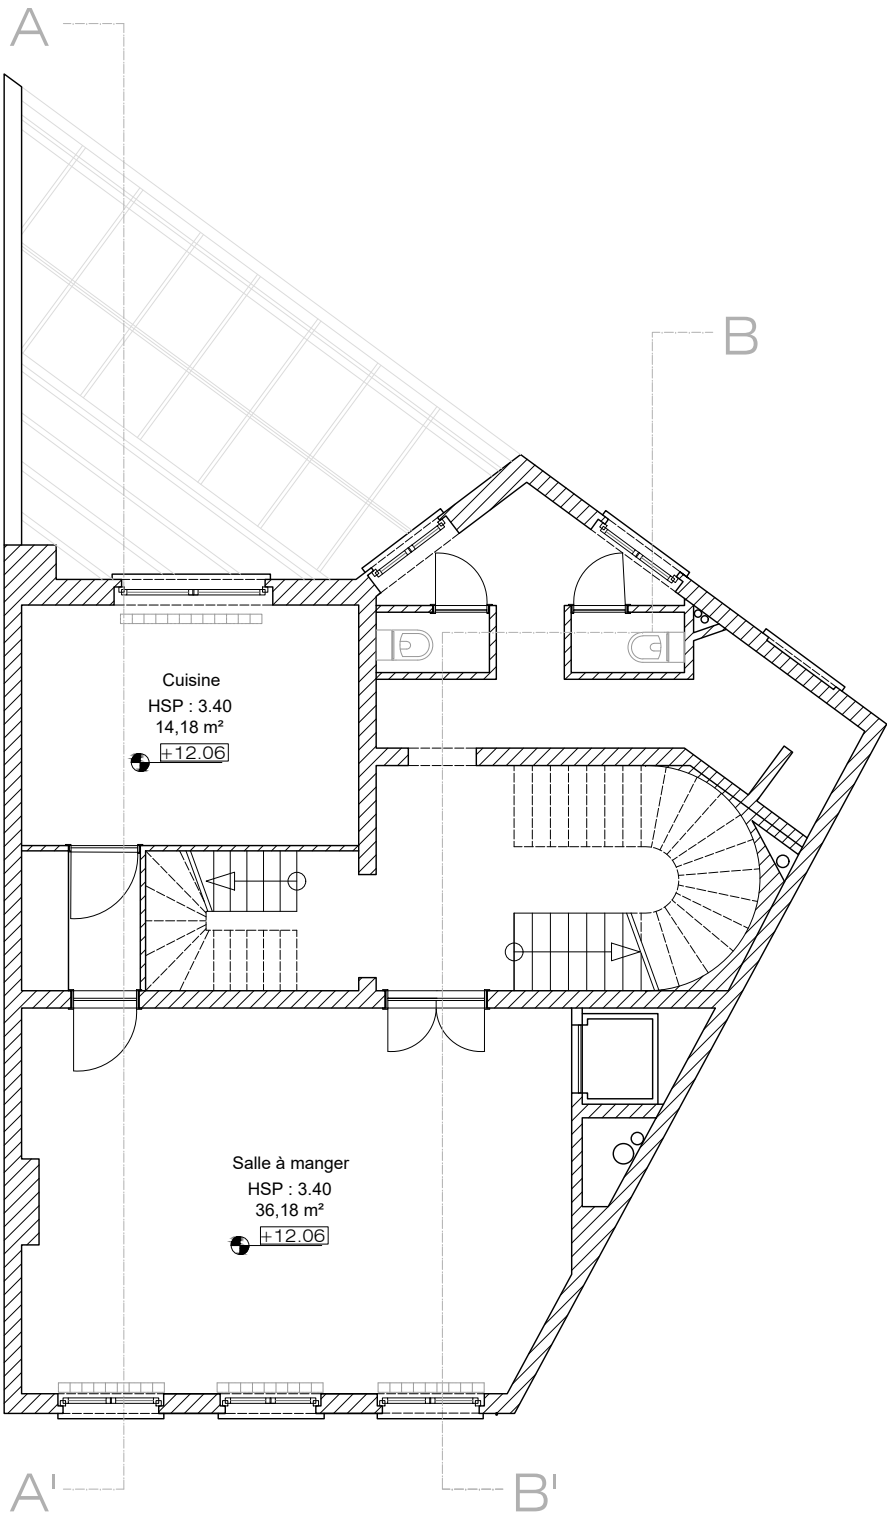 A
B
Cuisine
HSP : 3.40
14,18 m²
+12.06
Salle à manger
HSP : 3.40
36,18 m²
+12.06
A'
B'